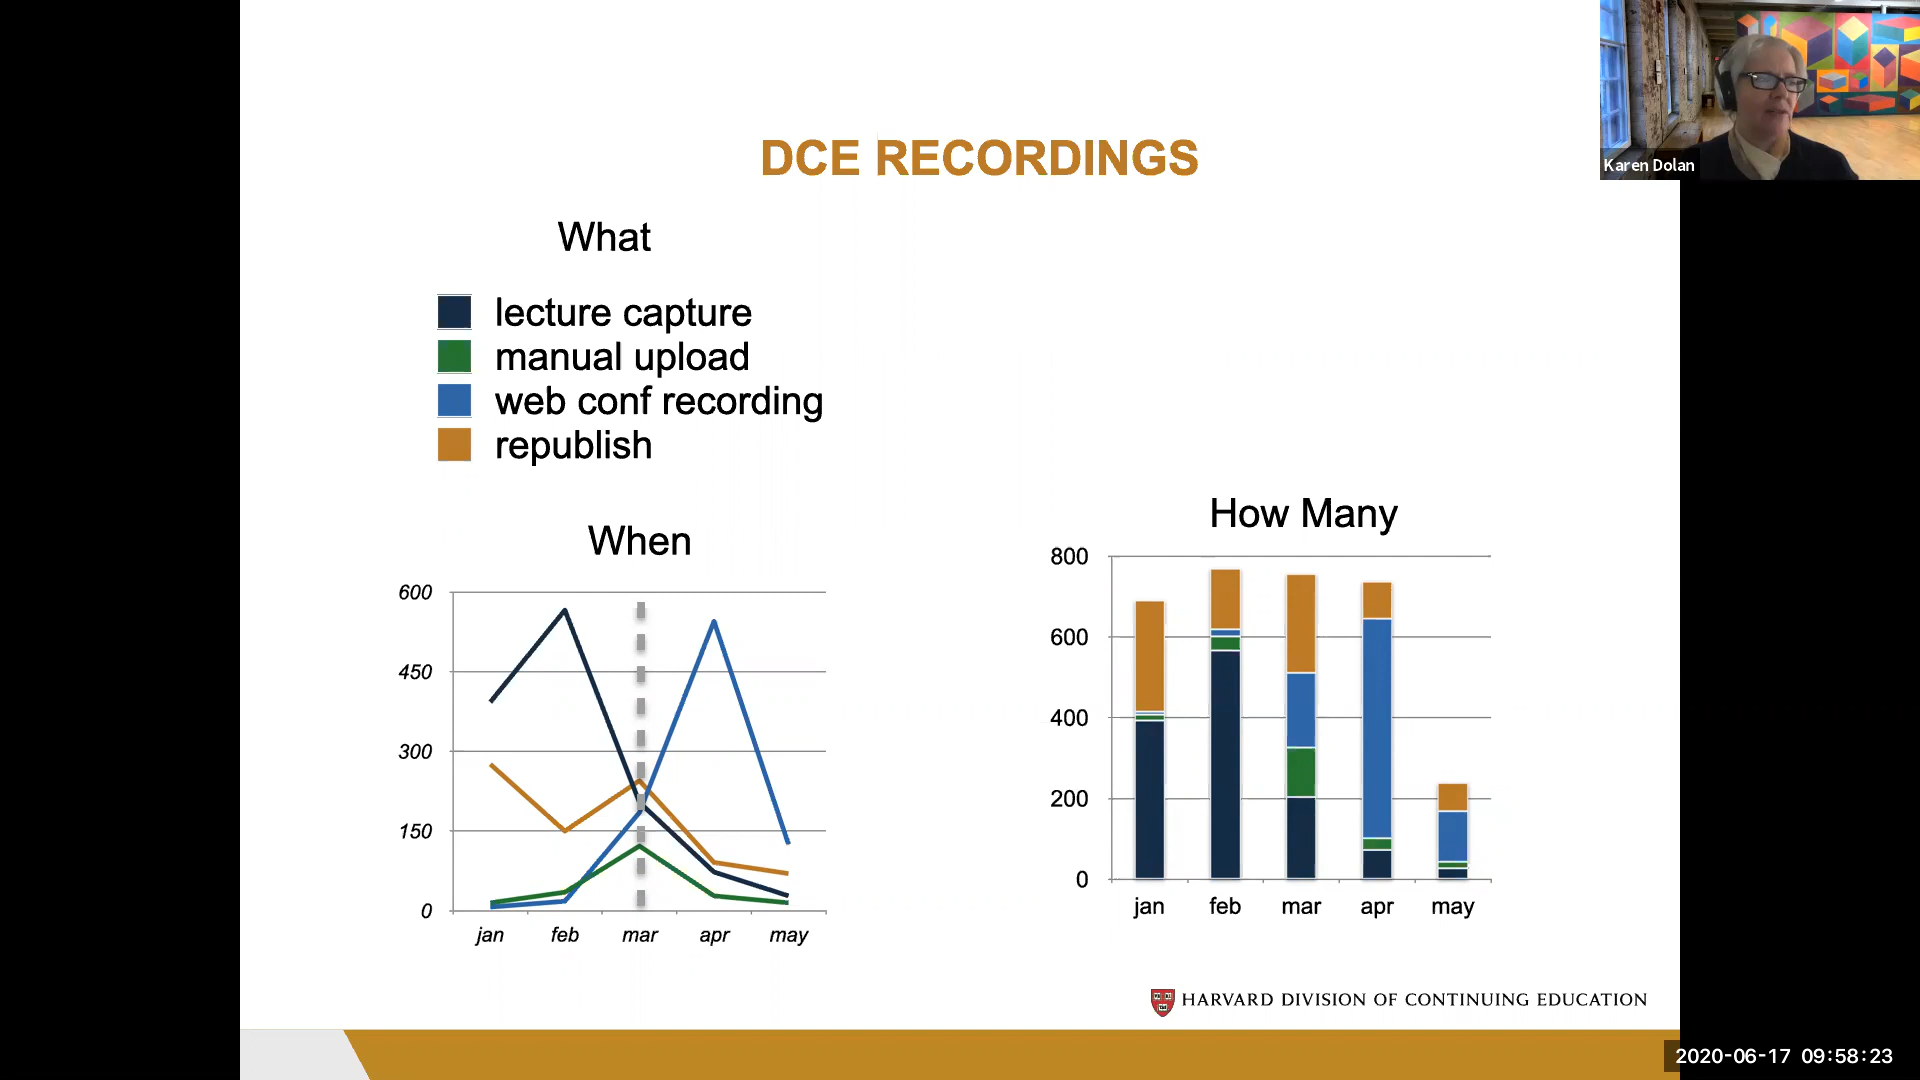 DCE RECORDINGS
Karen Dolan
What
lecture capture
manual upload
web conf recording
republish
When
600
450
300
150
0
jan feb mar apr may
How Many
800
600
400
200
0
jan feb mar apr may
HARVARD DIVISION OF CONTINUING EDUCATION
2020-06-17 09:58:23